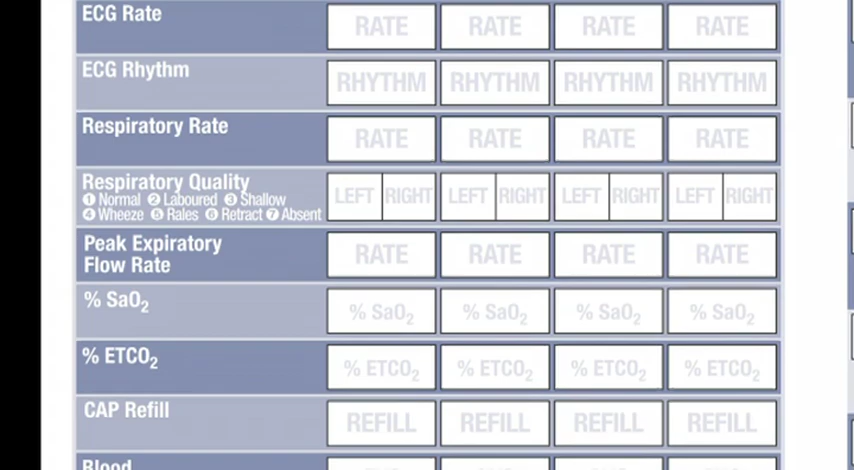 ECG Rate RATE RATE RATE RATE
ECG Rhythm RHYTHM RHYTHM RHYTHM RHYTHM
Respiratory Rate RATE RATE RATE RATE
Respiratory Quality
❶ Normal ❷ Laboured ❸ Shallow LEFT RIGHT LEFT RIGHT LEFT RIGHT LEFT RIGHT
❹ Wheeze ❺ Rales ❻ Retract ❼ Absent
Peak Expiratory
Flow Rate RATE RATE RATE RATE
% SaO₂ % SaO₂ % SaO₂ % SaO₂ % SaO₂
% ETCO₂ % ETCO₂ % ETCO₂ % ETCO₂ % ETCO₂
CAP Refill REFILL REFILL REFILL REFILL
Blood